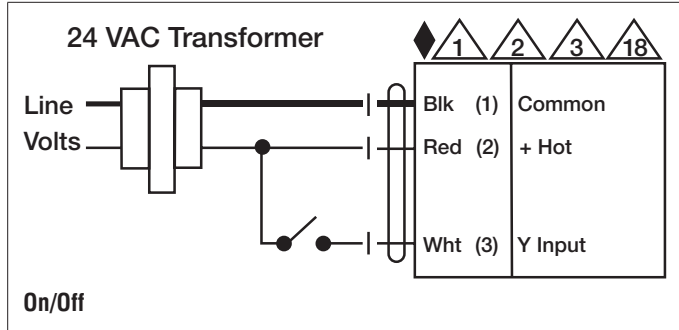 24 VAC Transformer
1 2 3 18
Line
Volts
Blk (1) Common
Red (2) + Hot
Wht (3) Y Input
On/Off